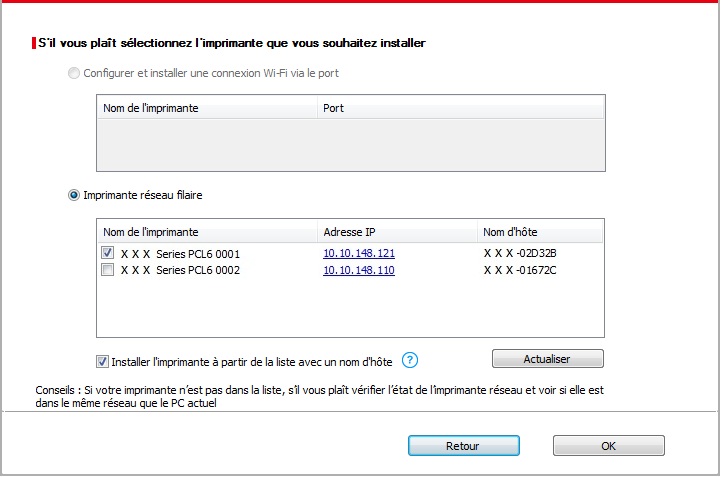 S'il vous plaît sélectionnez l'imprimante que vous souhaitez installer
Configurer et installer une connexion Wi-Fi via le port
Nom de l'imprimante Port
Imprimante réseau filaire
Nom de l'imprimante Adresse IP Nom d'hôte
X X X Series PCL6 0001 10.10.148.121 X X X -02D32B
X X X Series PCL6 0002 10.10.148.110 X X X -01672C
Installer l'imprimante à partir de la liste avec un nom d'hôte ? Actualiser
Conseils : Si votre imprimante n'est pas dans la liste, s'il vous plaît vérifier l'état de l'imprimante réseau et voir si elle est
dans le même réseau que le PC actuel
Retour OK